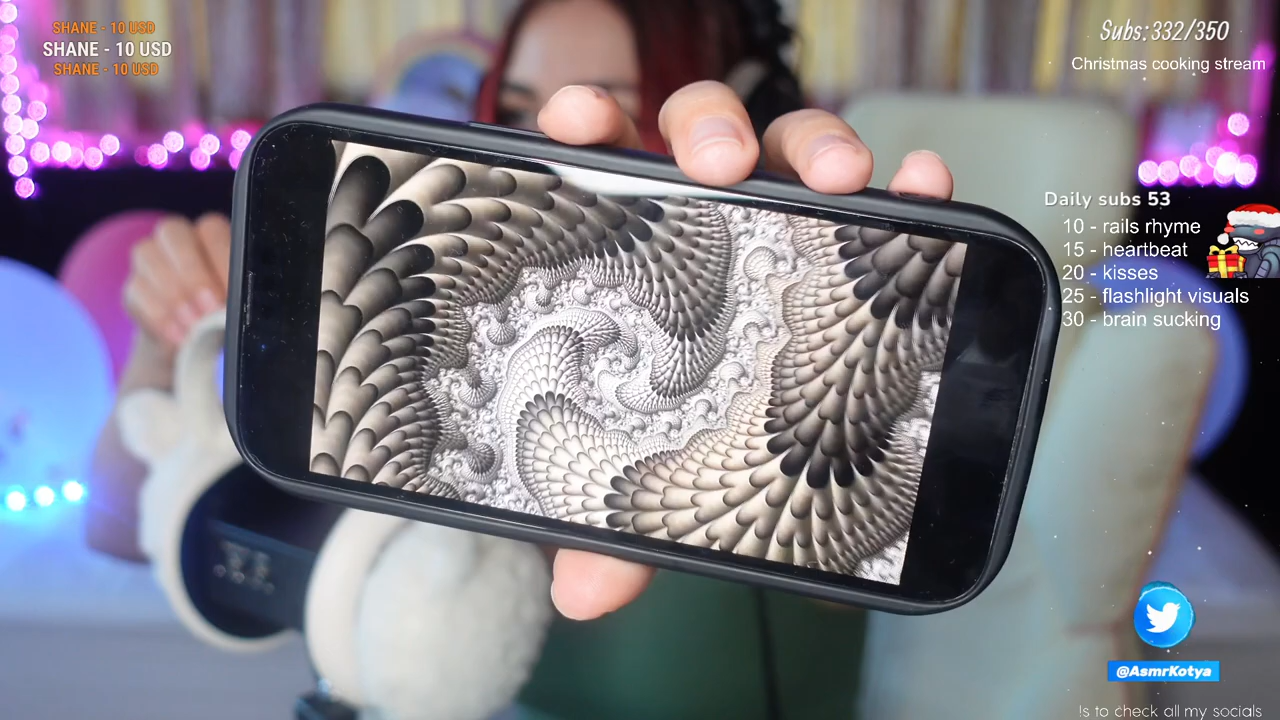 SHANE - 10 USD
SHANE - 10 USD
SHANE - 10 USD
Subs: 332/350
Christmas cooking stream
Daily subs 53
10 - rails rhyme
15 - heartbeat
20 - kisses
25 - flashlight visuals
30 - brain sucking
@AsmrKotya
!s to check all my socials